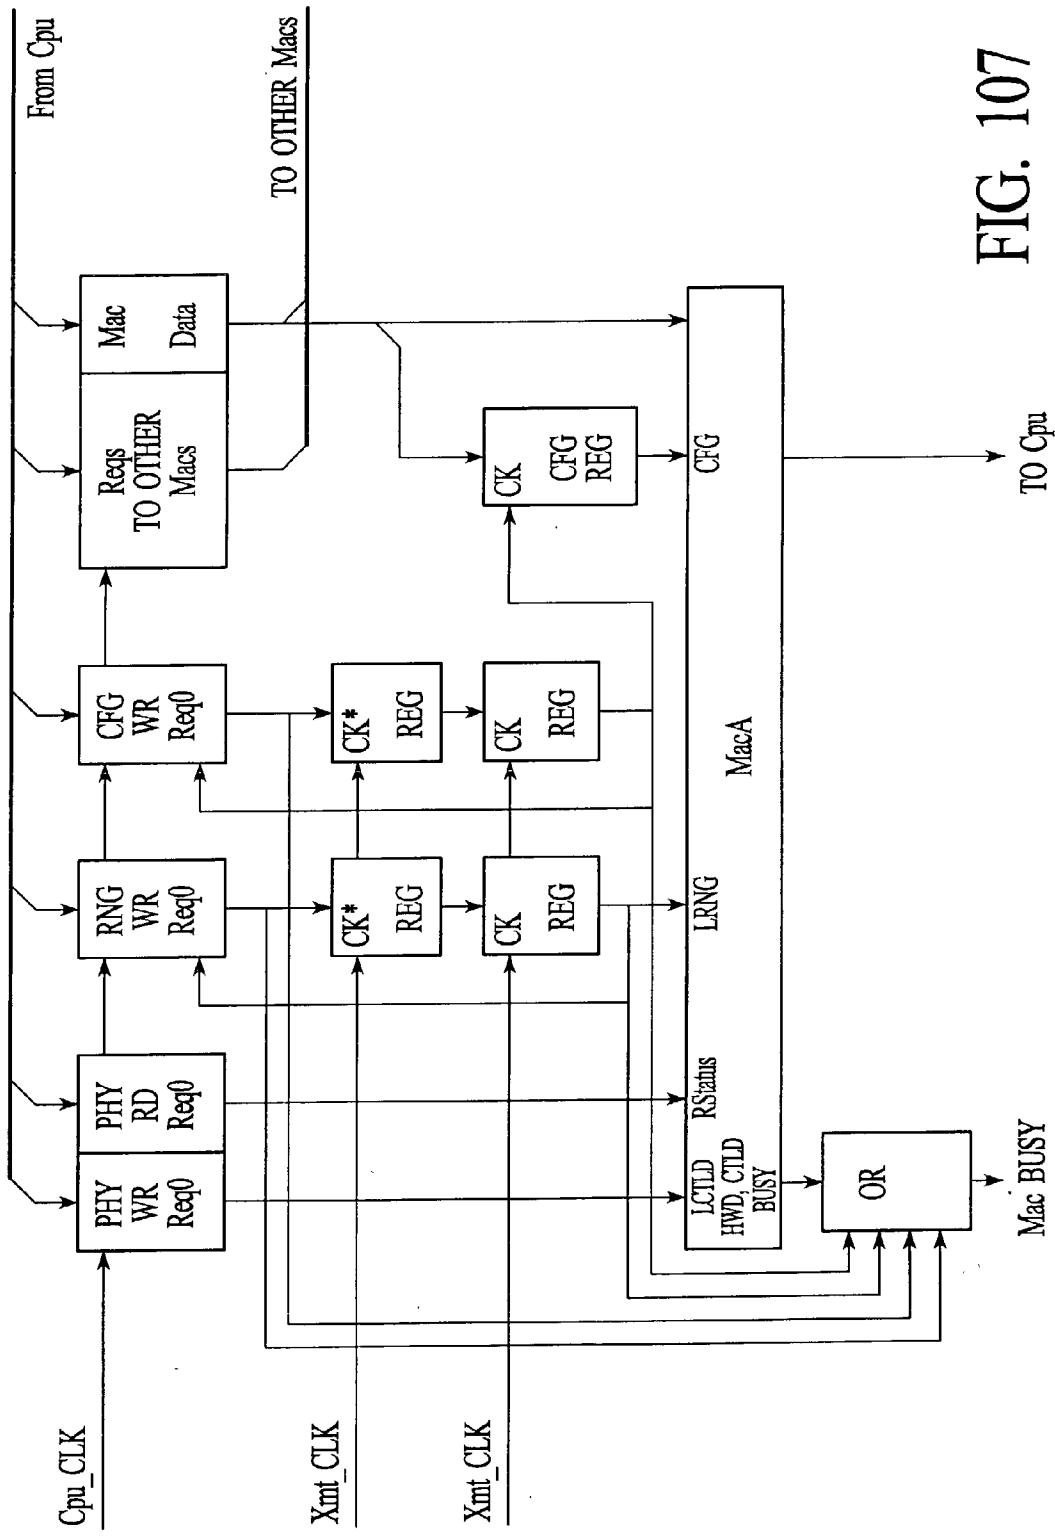 From Cpu
TO OTHER Macs
Cpu_CLK
PHY
WR
Req0
PHY
RD
Req0
RNG
WR
Req0
CFG
WR
Req0
Reqs
TO OTHER
Macs
Mac
Data
Xmt_CLK
CK*
REG
CK*
REG
Xmt_CLK
CK
REG
CK
REG
CK
CFG
REG
LCTLD
HWD, CTLD
BUSY
RStatus
LRNG
CFG
MacA
OR
Mac BUSY
TO Cpu
FIG. 107